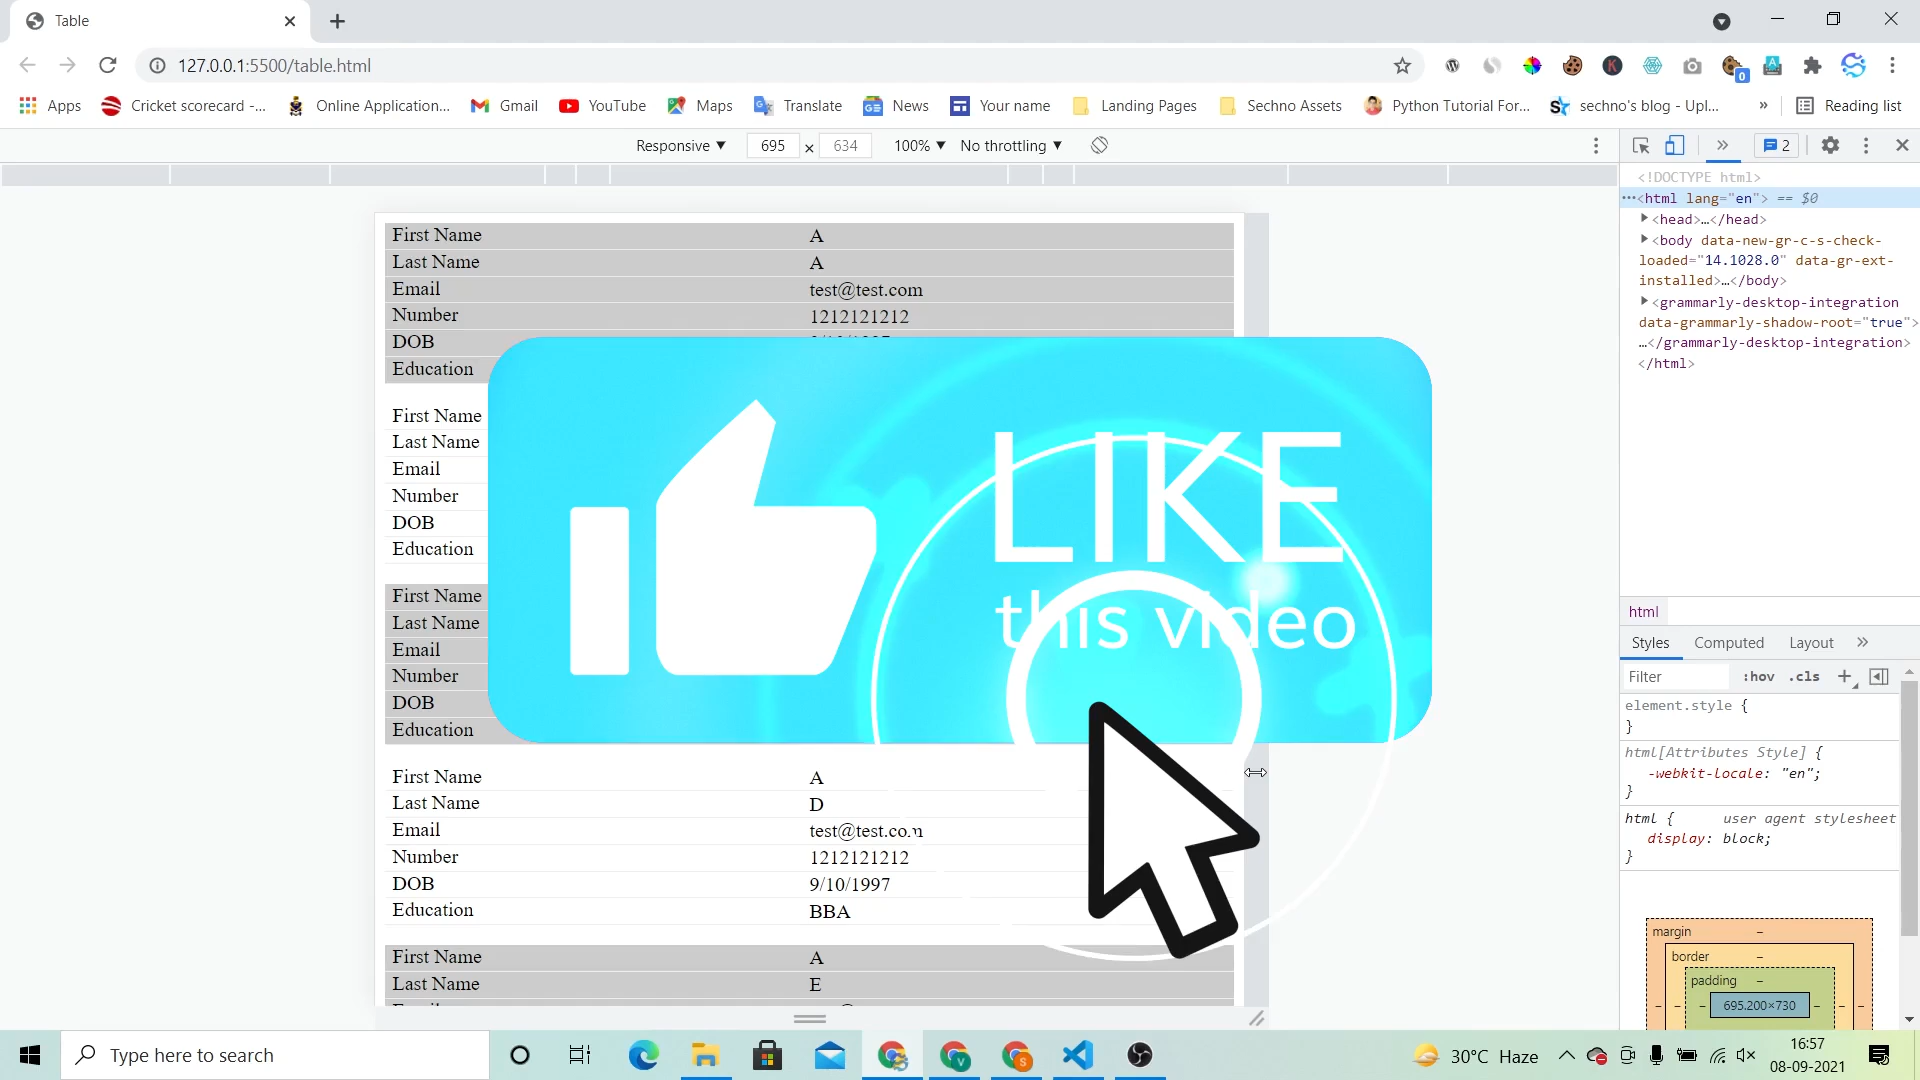 Table
127.0.0.1:5500/table.html
Apps Cricket scorecard -... Online Application... Gmail YouTube Maps Translate News Your name Landing Pages Sechno Assets Python Tutorial For... sechno's blog - Upl... » Reading list
Responsive 695 × 634 100% No throttling
» 2
<!DOCTYPE html>
<html lang="en"> == $0
<head>…</head>
<body data-new-gr-c-s-check-
loaded="14.1028.0" data-gr-ext-
installed>…</body>
<grammarly-desktop-integration
data-grammarly-shadow-root="true">
…</grammarly-desktop-integration>
</html>
First Name A
Last Name A
Email test@test.com
Number 1212121212
DOB
Education
First Name
Last Name
Email
Number
DOB
Education
First Name
Last Name
Email
Number
DOB
Education
LIKE
this video
First Name A
Last Name D
Email test@test.com
Number 1212121212
DOB 9/10/1997
Education BBA
First Name A
Last Name E
html
Styles Computed Layout »
Filter :hov .cls +
element.style {
}
html[Attributes Style] {
-webkit-locale: "en";
}
html { user agent stylesheet
display: block;
}
margin –
border –
padding –
– – – 695.200×730 – – –
Type here to search
30°C Haze
16:57
08-09-2021